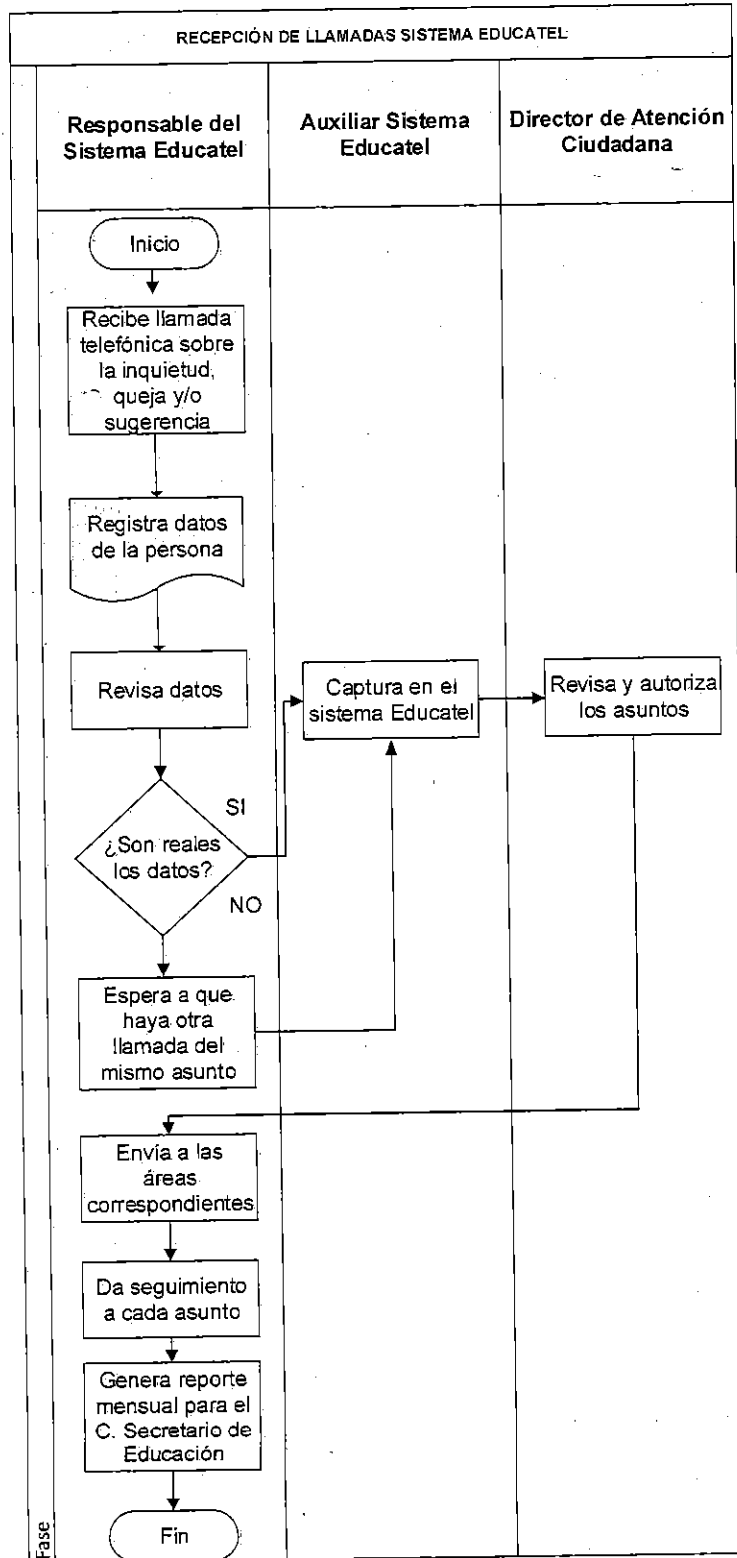 RECEPCIÓN DE LLAMADAS SISTEMA EDUCATEL
Responsable del
Sistema Educatel
Auxiliar Sistema
Educatel
Director de Atención
Ciudadana
Inicio
Recibe llamada
telefónica sobre
la inquietud,
queja y/o
sugerencia
Registra datos
de la persona
Revisa datos
Captura en el
sistema Educatel
Revisa y autoriza
los asuntos
SI
¿Son reales
los datos?
NO
Espera a que
haya otra
llamada del
mismo asunto
Envía a las
áreas
correspondientes
Da seguimiento
a cada asunto
Genera reporte
mensual para el
C. Secretario de
Educación
Fin
Fase